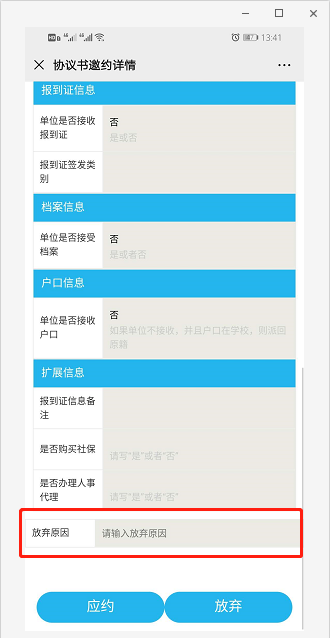 13:41
协议书邀约详情
报到证信息
单位是否接收
报到证
否
是或否
报到证签发类
别
档案信息
单位是否接受
档案
否
是或者否
户口信息
单位是否接收
户口
否
如果单位不接收，并且户口在学校，则派回
原籍
扩展信息
报到证信息备
注
是否购买社保
请写“是”或者“否”
是否办理人事
代理
请写“是”或者“否”
放弃原因
请输入放弃原因
应约
放弃